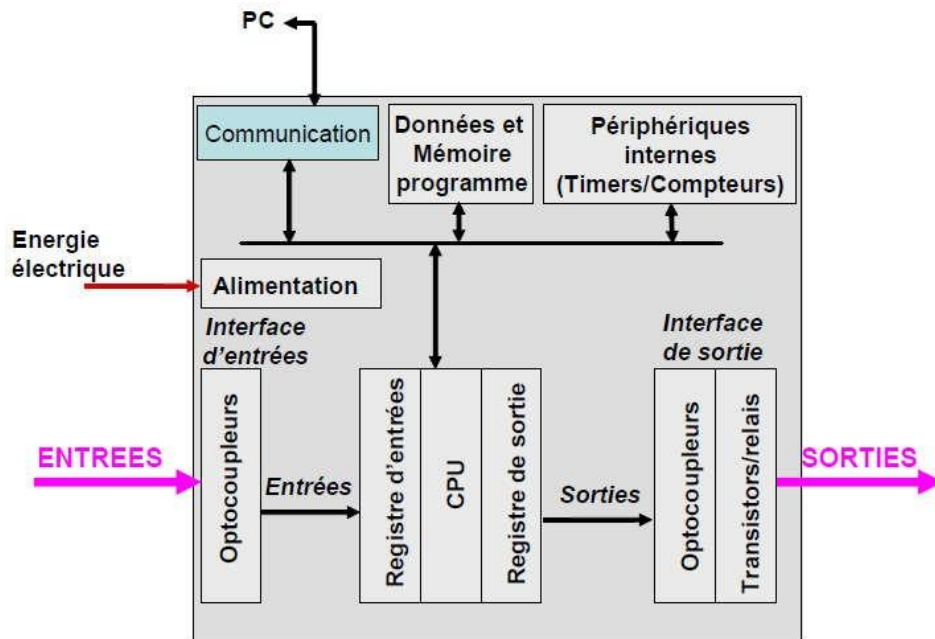 PC
Communication
Données et
Mémoire
programme
Périphériques
internes
(Timers/Compteurs)
Energie
électrique
Alimentation
Interface
d'entrées
Interface
de sortie
ENTREES
Optocoupleurs
Entrées
Registre d'entrées
CPU
Registre de sortie
Sorties
Optocoupleurs
Transistors/relais
SORTIES